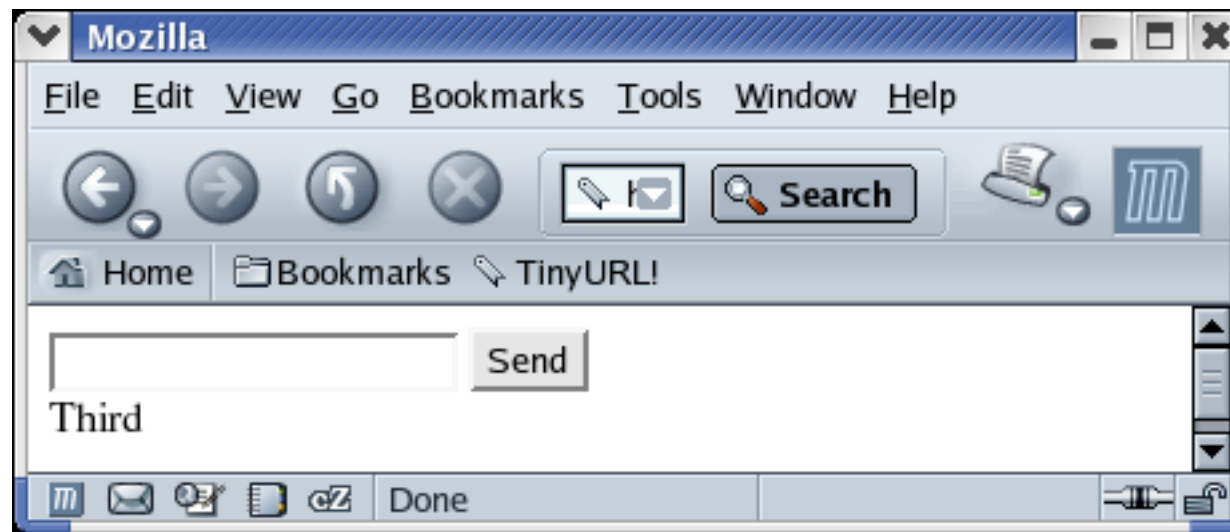 Mozilla
File Edit View Go Bookmarks Tools Window Help
Search
Home Bookmarks TinyURL!
Send
Third
Done